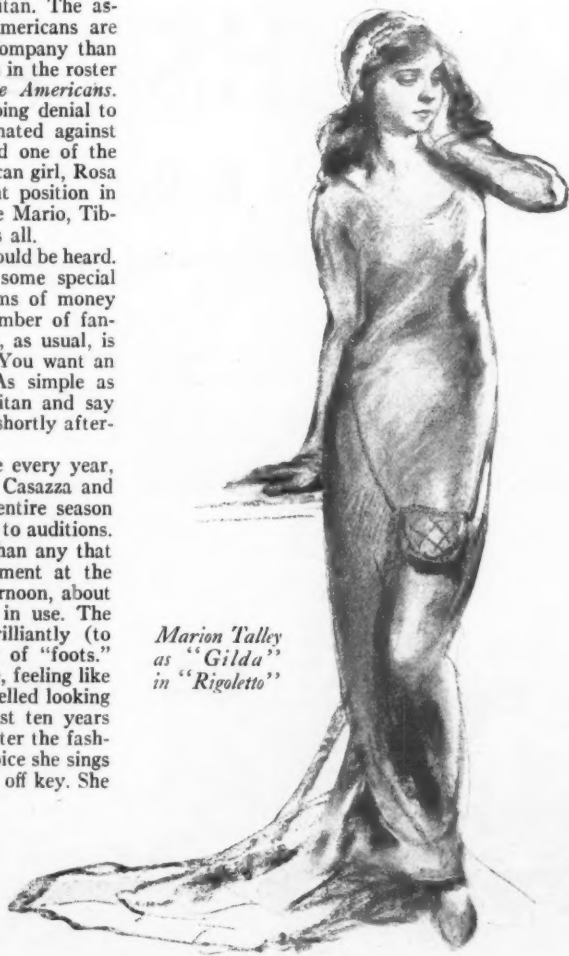 itan. The as-
mericans are
ompany than
in the roster
e Americans.
ping denial to
nated against
d one of the
can girl, Rosa
t position in
e Mario, Tib-
s all.
ould be heard.
some special
ms of money
mber of fan-
, as usual, is
You want an
As simple as
itan and say
shortly after-
e every year,
Casazza and
entire season
to auditions.
han any that
ment at the
rnoon, about
in use. The
rilliantly (to
of "foots."
, feeling like
elled looking
st ten years
ter the fash-
oice she sings
off key. She
Marion Talley
as "Gilda"
in "Rigoletto"